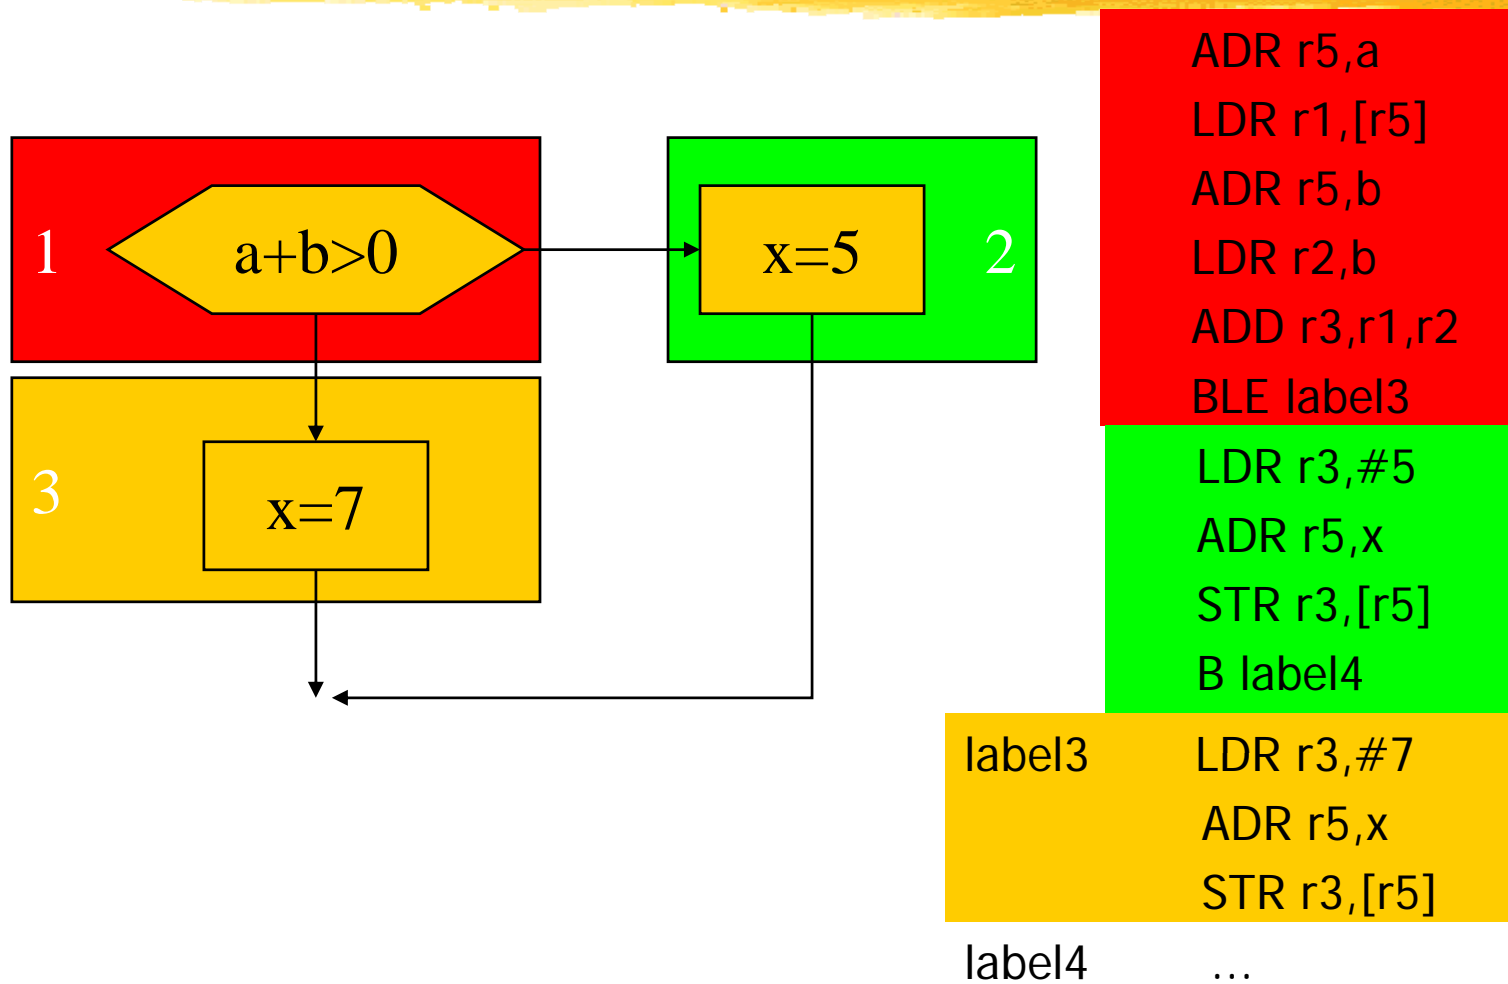 1
a+b>0
x=5
2
3
x=7
ADR r5,a
LDR r1,[r5]
ADR r5,b
LDR r2,b
ADD r3,r1,r2
BLE label3
LDR r3,#5
ADR r5,x
STR r3,[r5]
B label4
label3 LDR r3,#7
ADR r5,x
STR r3,[r5]
label4 ...